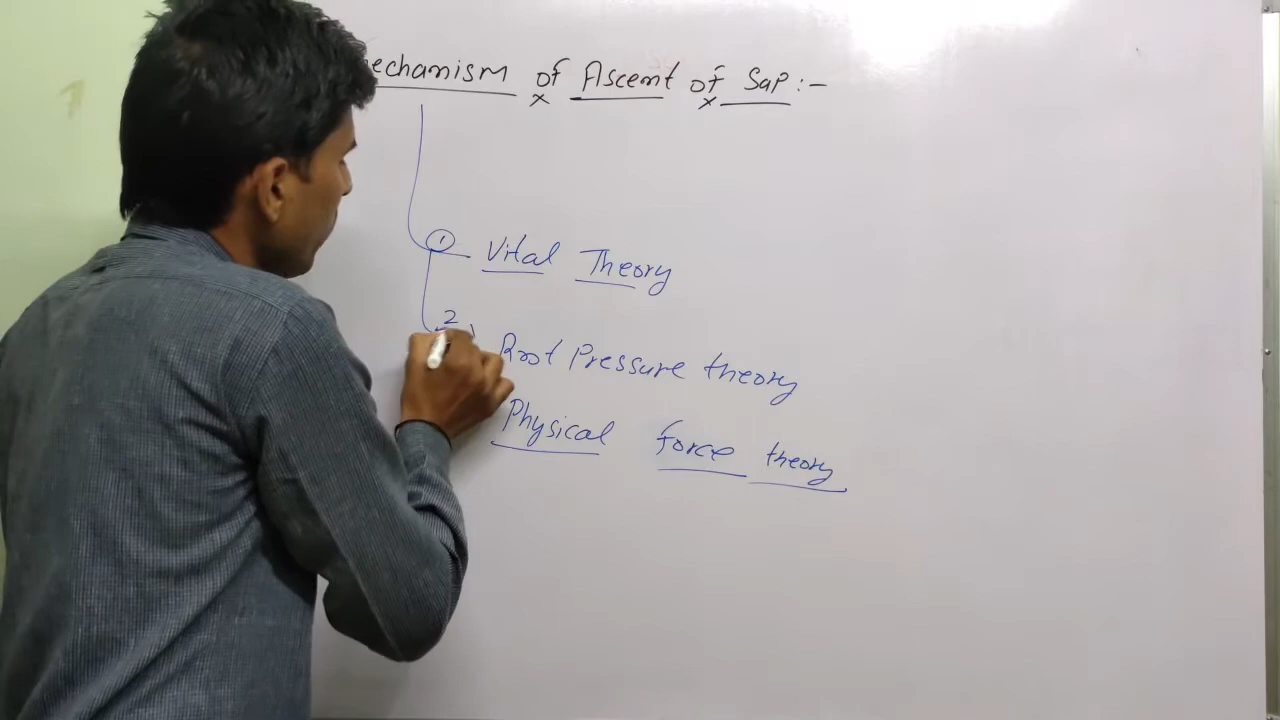 echanism of Ascent of Sap:-
① Vital Theory
2 Root Pressure theory
Physical force theory